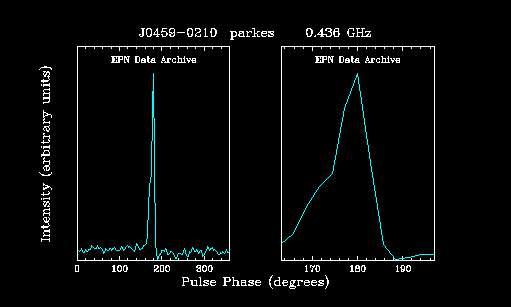 J0459-0210 parkes 0.436 GHz
EPN Data Archive EPN Data Archive
Intensity (arbitrary units)
0 100 200 300 170 180 190
Pulse Phase (degrees)